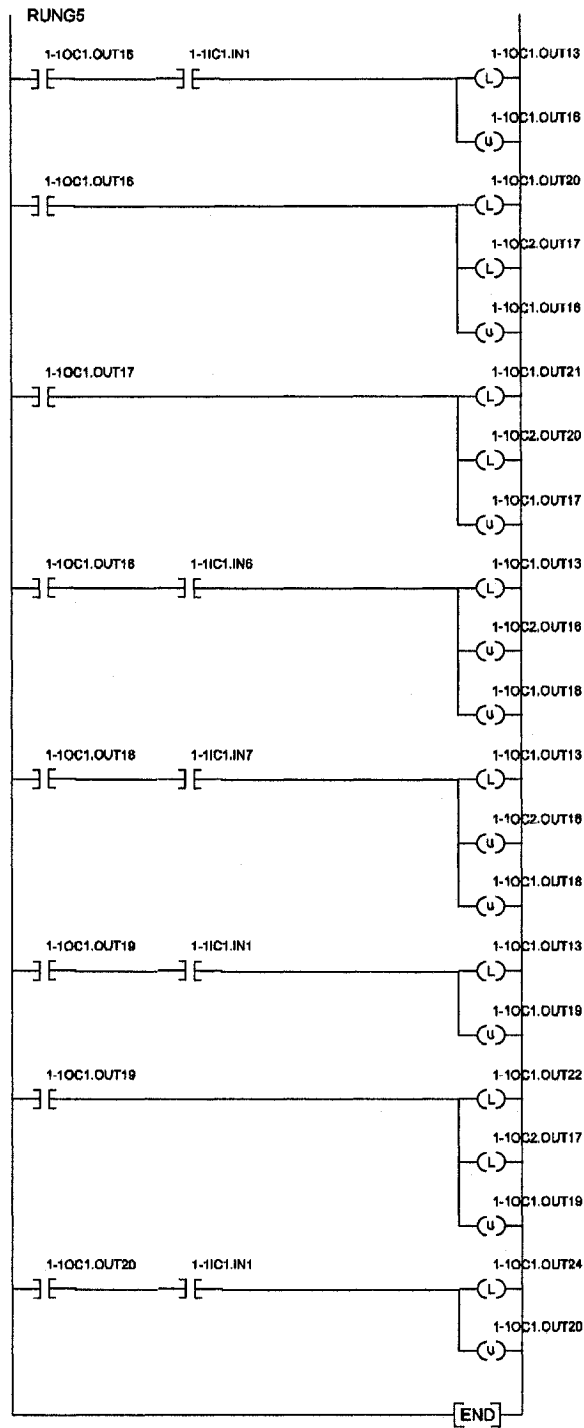 RUNG5
1-1OC1.OUT16 1-1IC1.IN1 1-1OC1.OUT13
1-1OC1.OUT16
1-1OC1.OUT16 1-1OC1.OUT20
1-1OC2.OUT17
1-1OC1.OUT16
1-1OC1.OUT17 1-1OC1.OUT21
1-1OC2.OUT20
1-1OC1.OUT17
1-1OC1.OUT18 1-1IC1.IN6 1-1OC1.OUT13
1-1OC2.OUT16
1-1OC1.OUT18
1-1OC1.OUT18 1-1IC1.IN7 1-1OC1.OUT13
1-1OC2.OUT16
1-1OC1.OUT18
1-1OC1.OUT19 1-1IC1.IN1 1-1OC1.OUT13
1-1OC1.OUT19
1-1OC1.OUT19 1-1OC1.OUT22
1-1OC2.OUT17
1-1OC1.OUT19
1-1OC1.OUT20 1-1IC1.IN1 1-1OC1.OUT24
1-1OC1.OUT20
END